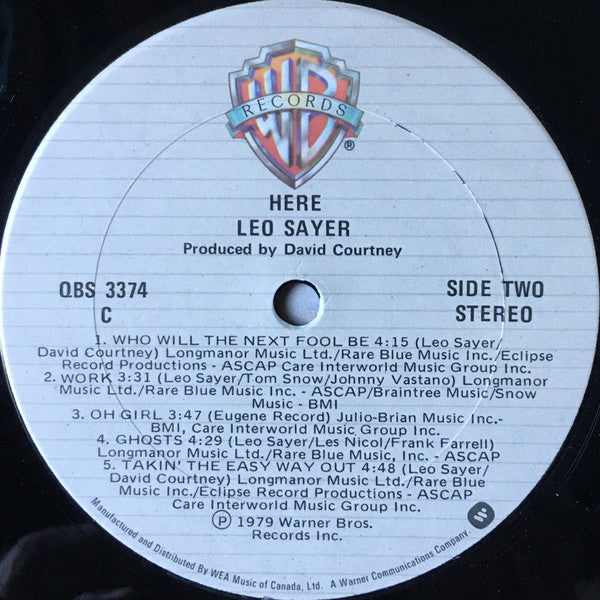 WB
RECORDS
®
HERE
LEO SAYER
Produced by David Courtney
QBS 3374
C
SIDE TWO
STEREO
1. WHO WILL THE NEXT FOOL BE 4:15 (Leo Sayer/
David Courtney) Longmanor Music Ltd./Rare Blue Music Inc./Eclipse
Record Productions - ASCAP Care Interworld Music Group Inc.
2. WORK 3:31 (Leo Sayer/Tom Snow/Johnny Vastano) Longmanor
Music Ltd./Rare Blue Music Inc. - ASCAP/Braintree Music/Snow
Music - BMI
3. OH GIRL 3:47 (Eugene Record) Julio-Brian Music Inc.-
BMI, Care Interworld Music Group Inc.
4. GHOSTS 4:29 (Leo Sayer/Les Nicol/Frank Farrell)
Longmanor Music Ltd./Rare Blue Music, Inc. - ASCAP
5. TAKIN' THE EASY WAY OUT 4:48 (Leo Sayer/
David Courtney) Longmanor Music Ltd./Rare Blue
Music Inc./Eclipse Record Productions - ASCAP
Care Interworld Music Group Inc.
℗ 1979 Warner Bros.
Records Inc.
Manufactured and Distributed By WEA Music of Canada, Ltd. A Warner Communications Company